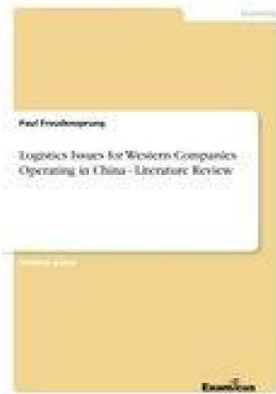 Paul Freudensprung
Logistics Issues for Western Companies
Operating in China - Literature Review
Examicus